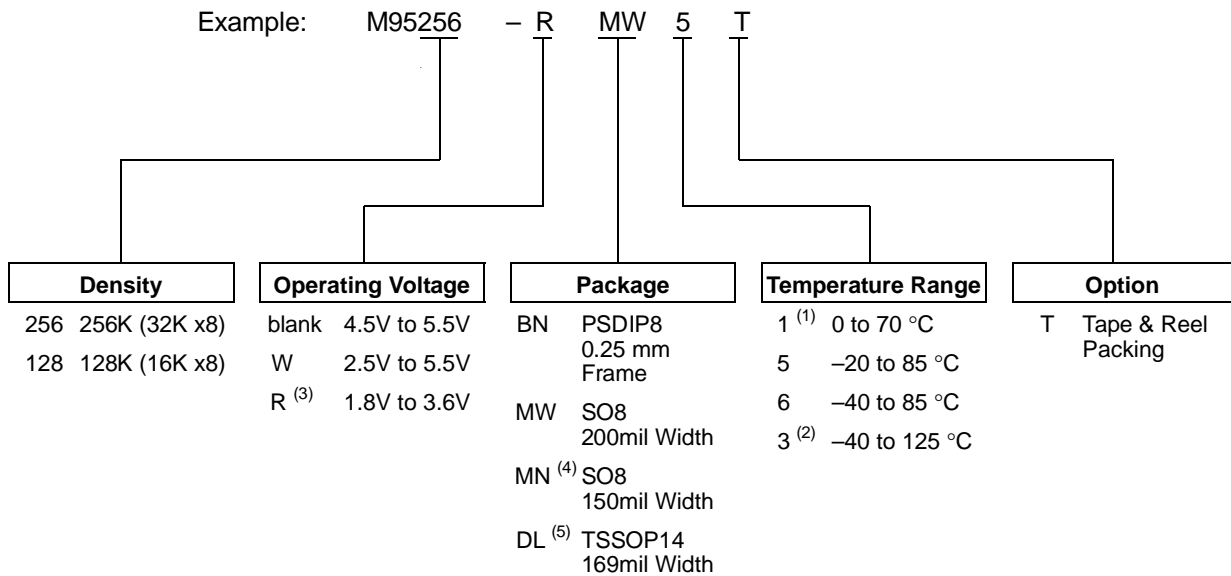 Example: M95256 – R MW 5 T
Density
256 256K (32K x8)
128 128K (16K x8)
Operating Voltage
blank 4.5V to 5.5V
W 2.5V to 5.5V
R (3) 1.8V to 3.6V
Package
BN PSDIP8
0.25 mm
Frame
MW SO8
200mil Width
MN (4) SO8
150mil Width
DL (5) TSSOP14
169mil Width
Temperature Range
1 (1) 0 to 70 °C
5 –20 to 85 °C
6 –40 to 85 °C
3 (2) –40 to 125 °C
Option
T Tape & Reel
Packing